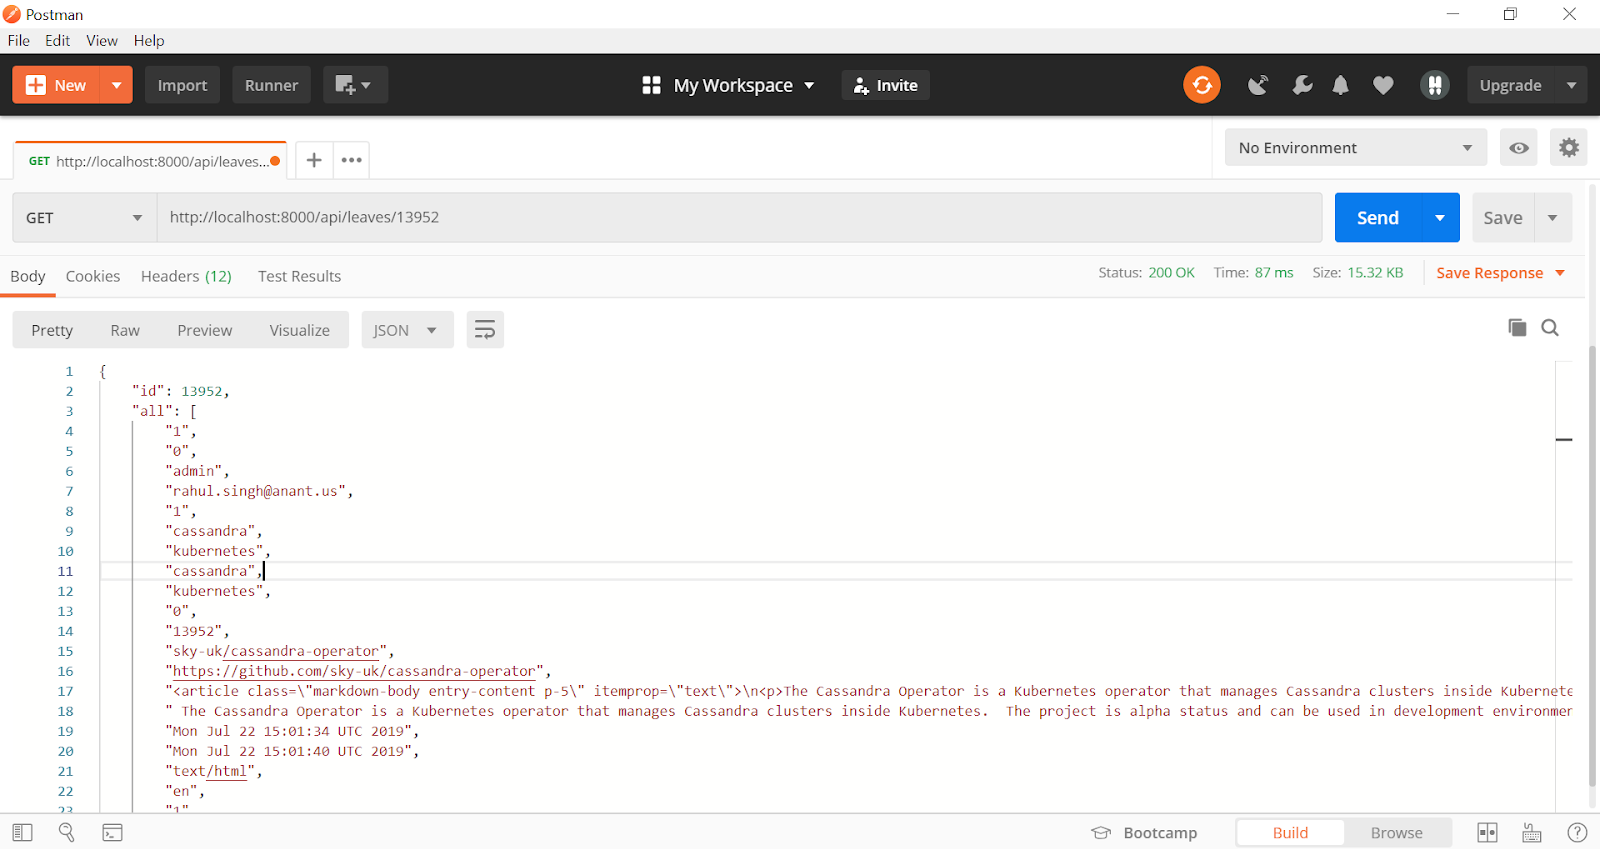 Postman
File Edit View Help
New Import Runner My Workspace Invite Upgrade
GET http://localhost:8000/api/leaves... No Environment
GET http://localhost:8000/api/leaves/13952 Send Save
Body Cookies Headers (12) Test Results Status: 200 OK Time: 87 ms Size: 15.32 KB Save Response
Pretty Raw Preview Visualize JSON
1 {
2 "id": 13952,
3 "all": [
4 "1",
5 "0",
6 "admin",
7 "rahul.singh@anant.us",
8 "1",
9 "cassandra",
10 "kubernetes",
11 "cassandra",
12 "kubernetes",
13 "0",
14 "13952",
15 "sky-uk/cassandra-operator",
16 "https://github.com/sky-uk/cassandra-operator",
17 "<article class=\"markdown-body entry-content p-5\" itemprop=\"text\">\n<p>The Cassandra Operator is a Kubernetes operator that manages Cassandra clusters inside Kubernete
18 " The Cassandra Operator is a Kubernetes operator that manages Cassandra clusters inside Kubernetes.  The project is alpha status and can be used in development environmen
19 "Mon Jul 22 15:01:34 UTC 2019",
20 "Mon Jul 22 15:01:40 UTC 2019",
21 "text/html",
22 "en",
23 "1"
Bootcamp Build Browse